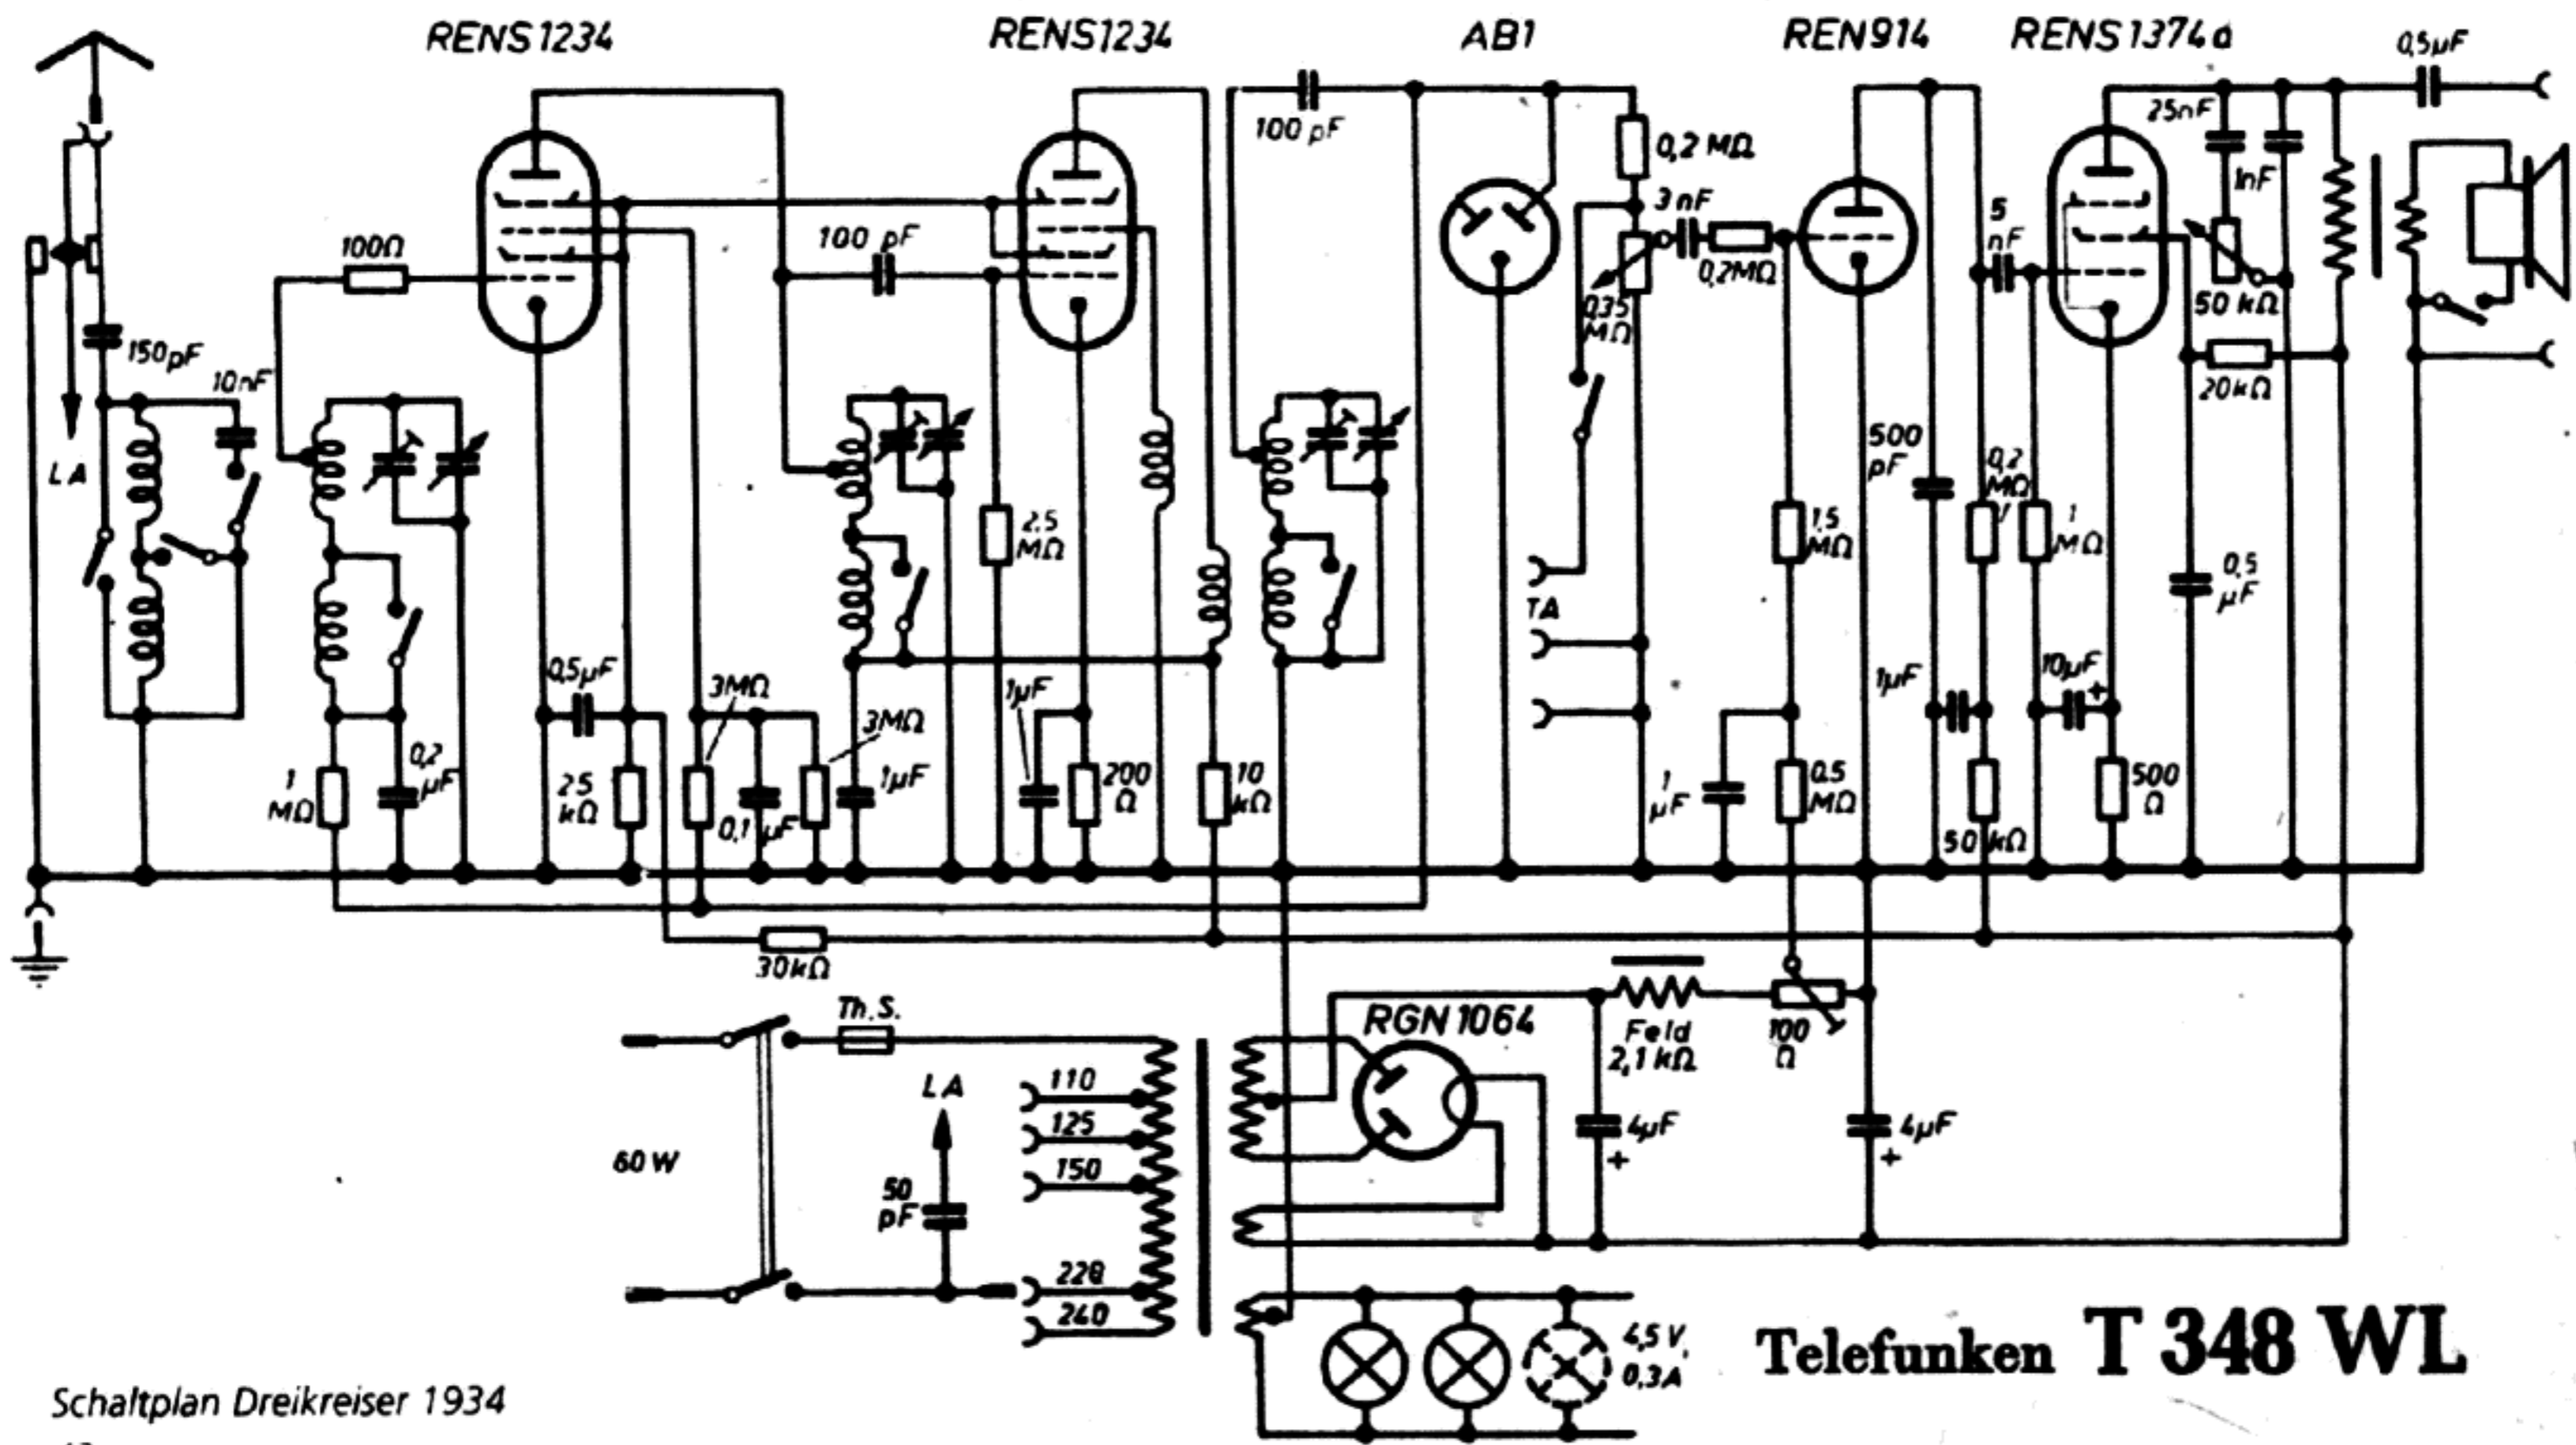 RENS1234
RENS1234
AB1
REN914
RENS1374d
0,5µF
100 pF
0,2 MΩ
25nF
1nF
3nF
0,2MΩ
5
nF
100Ω
100 pF
0,35
MΩ
50 kΩ
150pF
10nF
20kΩ
LA
500
pF
0,2
MΩ
1
MΩ
2,5
MΩ
1,5
MΩ
0,5
µF
TA
0,5µF
3MΩ
3MΩ
1µF
1µF
10µF
+
1
MΩ
0,2
µF
25
kΩ
0,1 µF
1µF
200
Ω
10
kΩ
1
µF
0,5
MΩ
50 kΩ
500
Ω
30kΩ
Th.S.
RGN1064
Feld
2,1 kΩ
100
Ω
LA
110
125
150
220
240
60 W
50
pF
4µF
+
4µF
+
4,5 V,
0,3A
Telefunken T 348 WL
Schaltplan Dreikreiser 1934